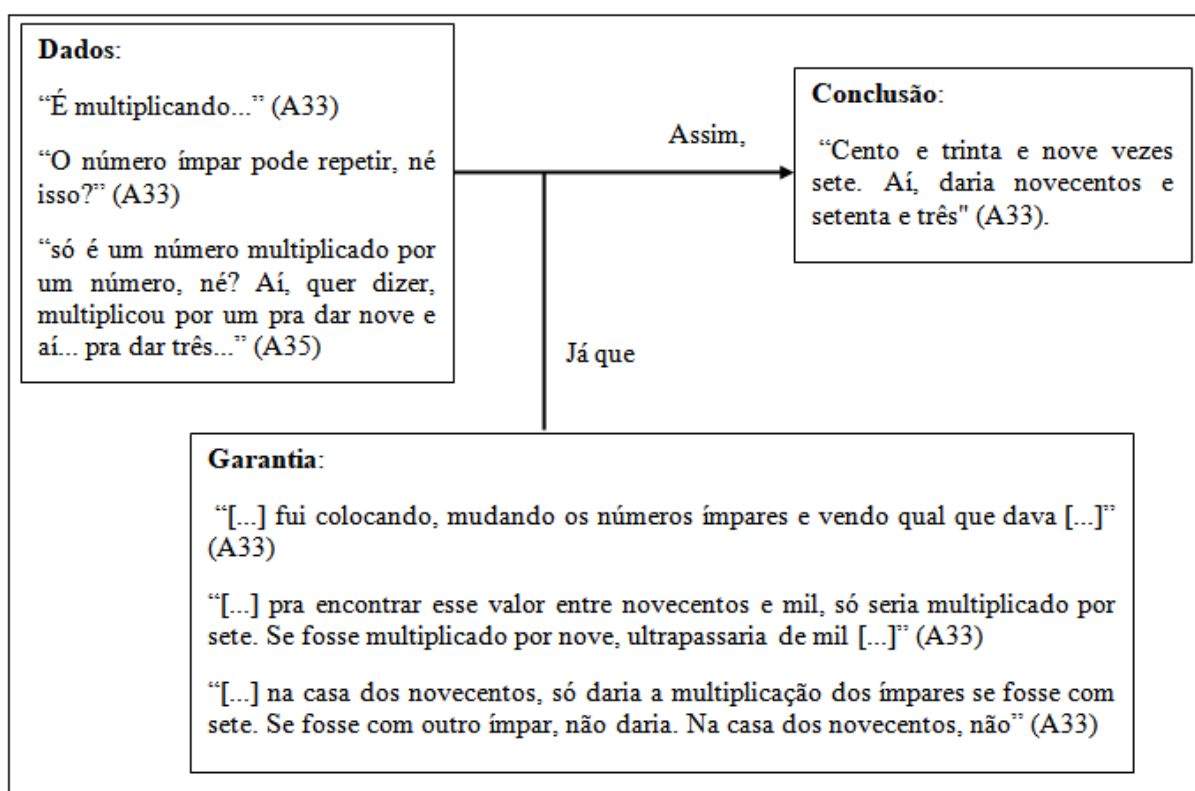 Dados:
“É multiplicando...” (A33)
“O número ímpar pode repetir, né
isso?” (A33)
“só é um número multiplicado por
um número, né? Aí, quer dizer,
multiplicou por um pra dar nove e
aí... pra dar três...” (A35)
Assim,
Conclusão:
“Cento e trinta e nove vezes
sete. Aí, daria novecentos e
setenta e três" (A33).
Já que
Garantia:
“[...] fui colocando, mudando os números ímpares e vendo qual que dava [...]”
(A33)
“[...] pra encontrar esse valor entre novecentos e mil, só seria multiplicado por
sete. Se fosse multiplicado por nove, ultrapassaria de mil [...]” (A33)
“[...] na casa dos novecentos, só daria a multiplicação dos ímpares se fosse com
sete. Se fosse com outro ímpar, não daria. Na casa dos novecentos, não” (A33)